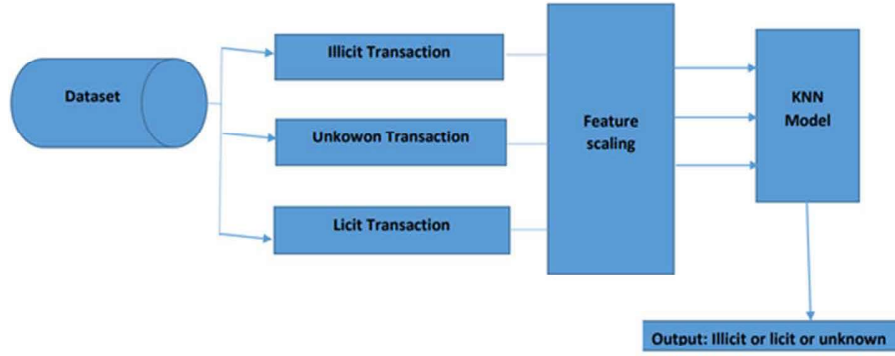 Dataset
Illicit Transaction
Unkowon Transaction
Licit Transaction
Feature
scaling
KNN
Model
Output: Illicit or licit or unknown